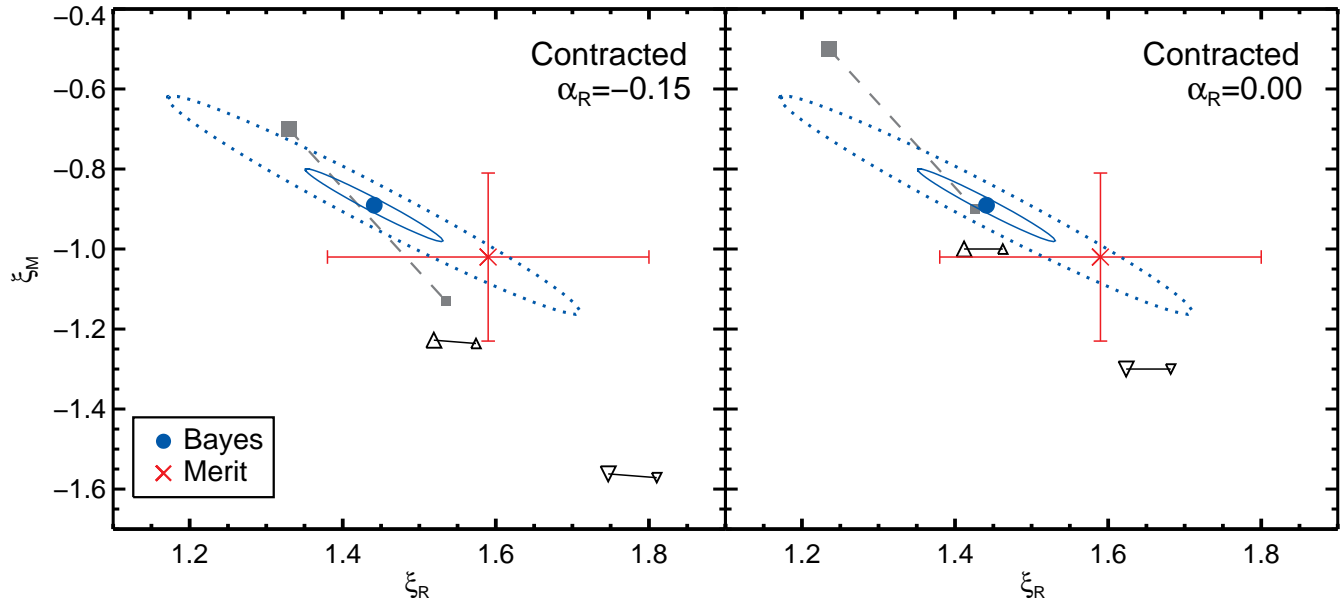 Contracted
α_R=−0.15
Contracted
α_R=0.00
−0.4
−0.6
−0.8
−1.0
−1.2
−1.4
−1.6
ξ_M
Bayes
Merit
1.2 1.4 1.6 1.8
1.2 1.4 1.6 1.8
ξ_R
ξ_R